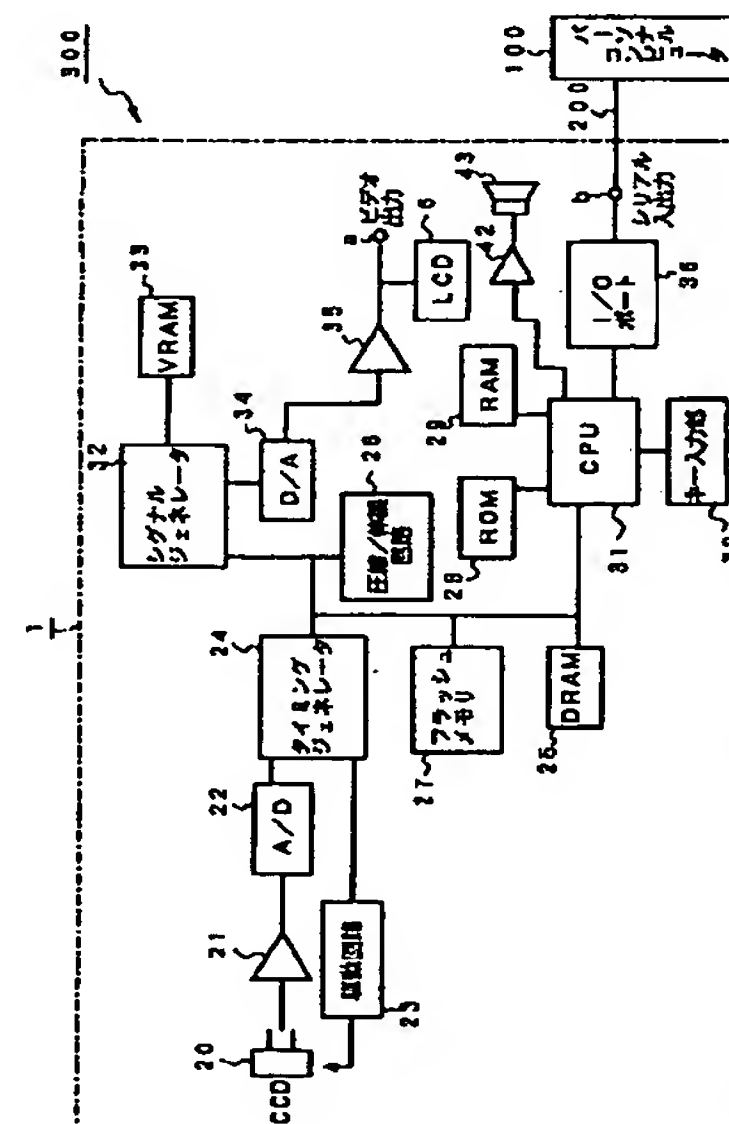 300
1
32
シグナル
ジェネレータ
33
VRAM
34
D/A
35
a
ビデオ
出力
6
LCD
26
圧縮/伸張
回路
24
タイミング
ジェネレータ
22
A/D
21
20
CCD
23
駆動回路
27
フラッシュ
メモリ
25
DRAM
28
ROM
29
RAM
31
CPU
キー入力部
42
43
36
I/O
ポート
b
シリアル
入出力
200
100
パーソナル
コンピュータ